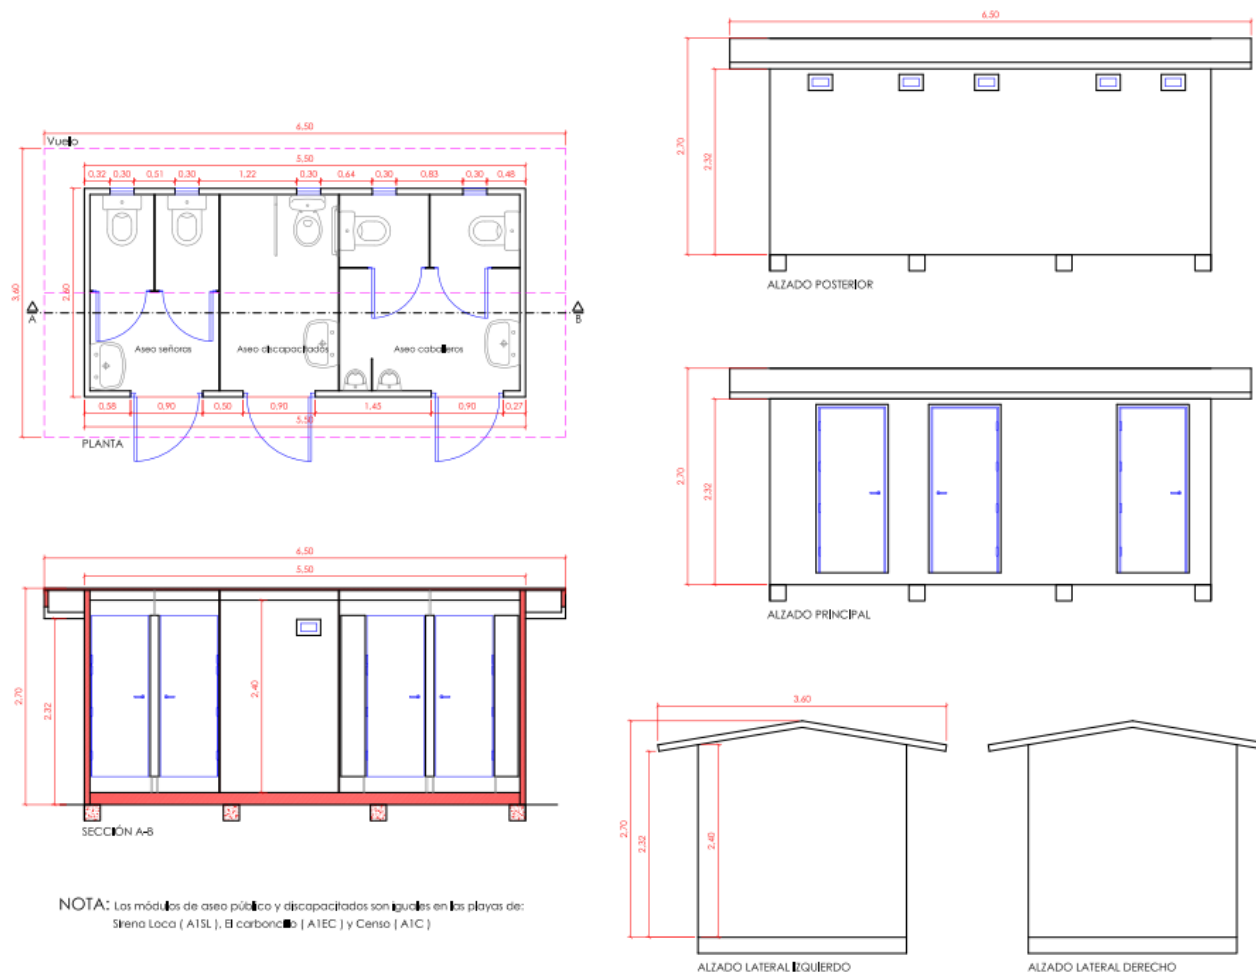 6,50
Vuelo
5,50
0,32 0,30 0,51 0,30 1,22 0,30 0,64 0,30 0,83 0,30 0,48
3,60
2,60
A
B
Aseo señoras
Aseo discapacitados
Aseo caballeros
0,58 0,90 0,50 0,90 1,45 0,90 0,27
5,50
PLANTA
6,50
5,50
2,70
2,32
2,40
SECCIÓN A-B
NOTA: Los módulos de aseo público y discapacitados son iguales en las playas de:
Sirena Loca ( A1SL ), El carboncillo ( A1EC ) y Censo ( A1C )
6,50
2,70
2,32
ALZADO POSTERIOR
2,70
2,32
ALZADO PRINCIPAL
3,60
2,70
2,32
2,40
ALZADO LATERAL IZQUIERDO
ALZADO LATERAL DERECHO